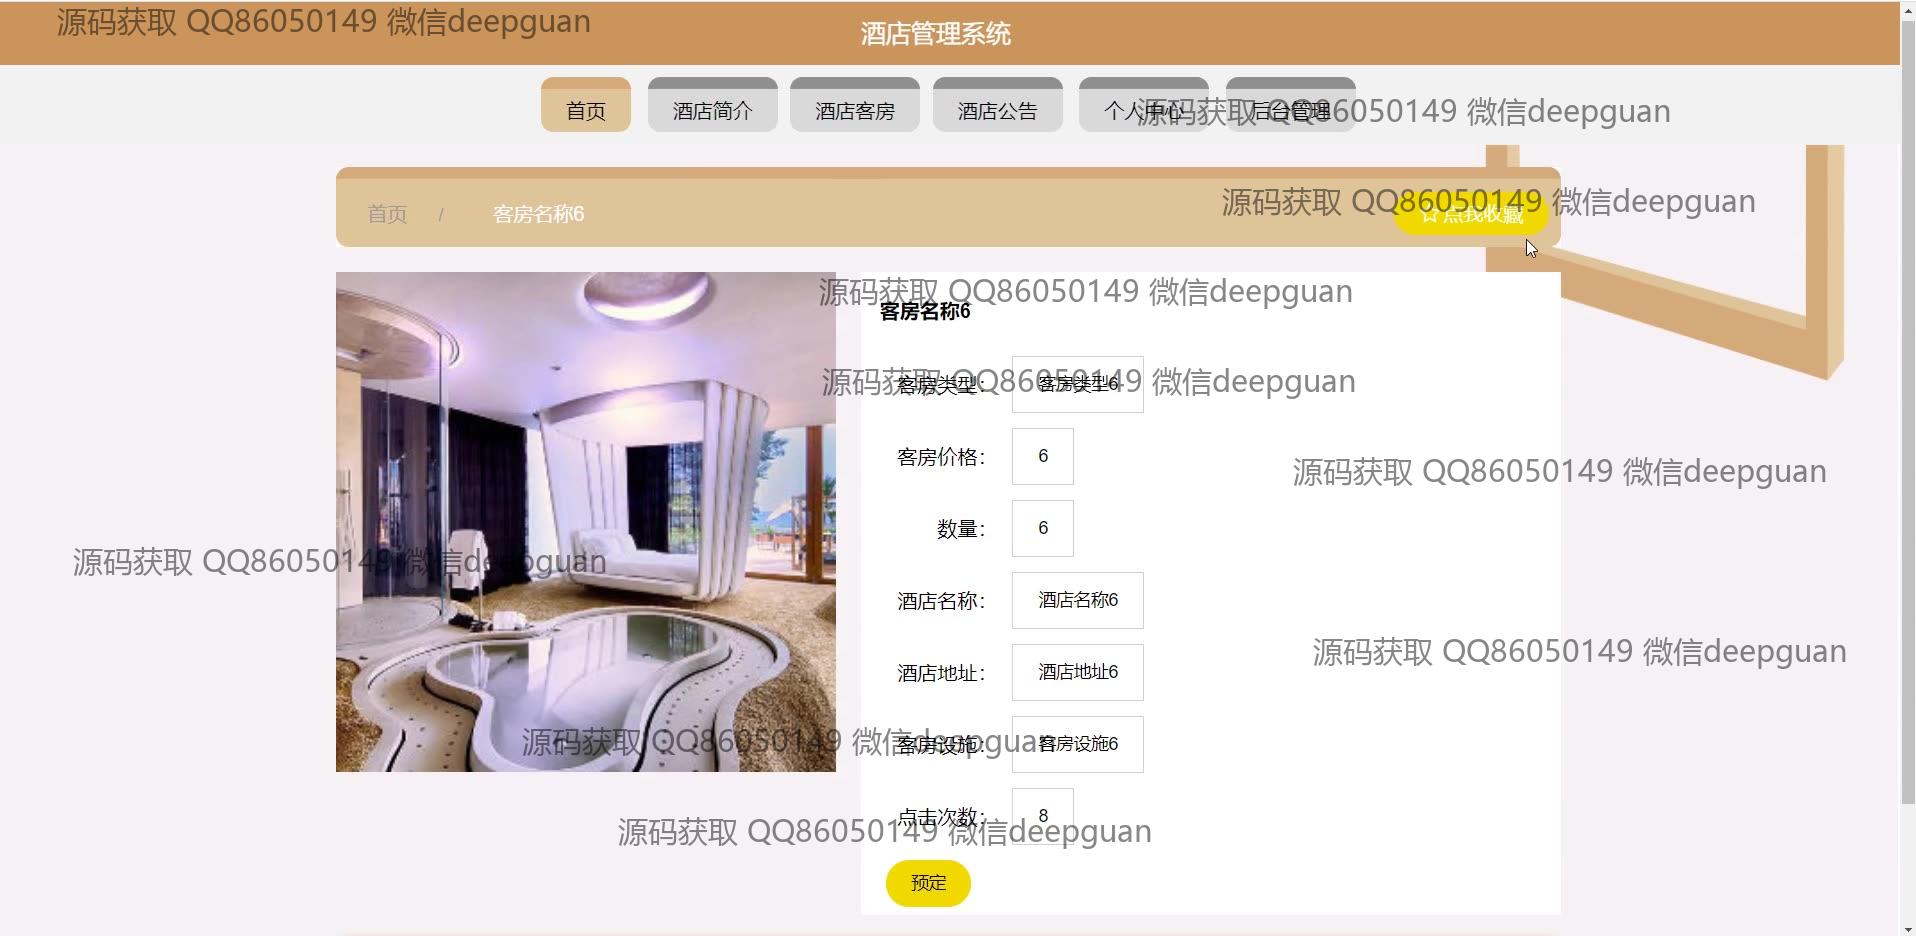 源码获取 QQ86050149 微信deepguan
酒店管理系统
首页 酒店简介 酒店客房 酒店公告 个人中心 后台管理
源码获取 QQ86050149 微信deepguan
源码获取 QQ86050149 微信deepguan
首页 / 客房名称6 ☆点我收藏
源码获取 QQ86050149 微信deepguan
客房名称6
源码获取 QQ86050149 微信deepguan
客房类型： 客房类型6
客房价格： 6
源码获取 QQ86050149 微信deepguan
数量： 6
源码获取 QQ86050149 微信deepguan
酒店名称： 酒店名称6
源码获取 QQ86050149 微信deepguan
酒店地址： 酒店地址6
源码获取 QQ86050149 微信deepguan
客房设施： 客房设施6
点击次数： 8
源码获取 QQ86050149 微信deepguan
预定